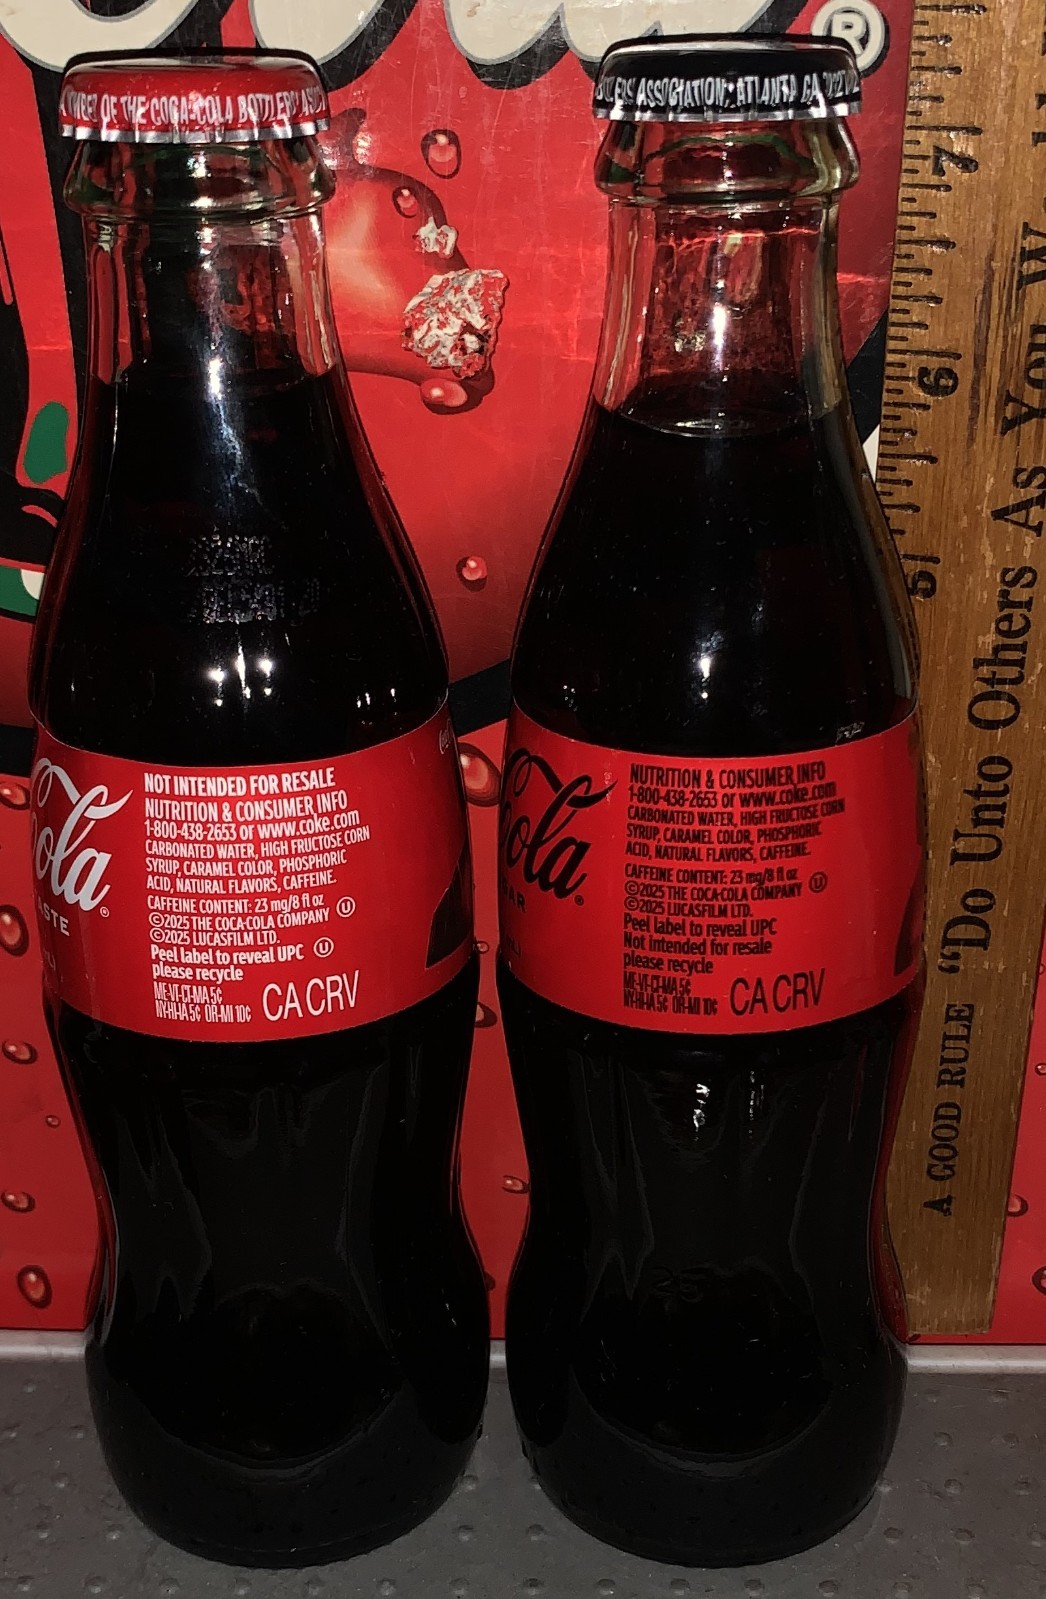 ®
MBER OF THE COCA-COLA BOTTLERS' ASSO
ERS' ASSOCIATION, ATLANTA, GA
7
6
5
"Do Unto Others As You
A GOOD RULE
Cola®
ASTE
NOT INTENDED FOR RESALE
NUTRITION & CONSUMER INFO
1-800-438-2653 or www.coke.com
CARBONATED WATER, HIGH FRUCTOSE CORN
SYRUP, CARAMEL COLOR, PHOSPHORIC
ACID, NATURAL FLAVORS, CAFFEINE.
CAFFEINE CONTENT: 23 mg/8 fl oz
©2025 THE COCA-COLA COMPANY U
©2025 LUCASFILM LTD.
Peel label to reveal UPC U
please recycle
ME-VT-CT-MA 5¢
NY-HI-IA 5¢ OR-MI 10¢
CA CRV
Cola®
GAR
NUTRITION & CONSUMER INFO
1-800-438-2653 or www.coke.com
CARBONATED WATER, HIGH FRUCTOSE CORN
SYRUP, CARAMEL COLOR, PHOSPHORIC
ACID, NATURAL FLAVORS, CAFFEINE.
CAFFEINE CONTENT: 23 mg/8 fl oz
©2025 THE COCA-COLA COMPANY U
©2025 LUCASFILM LTD.
Peel label to reveal UPC
Not intended for resale
please recycle
ME-VT-CT-MA 5¢
NY-HI-IA 5¢ OR-MI 10¢
CA CRV
25